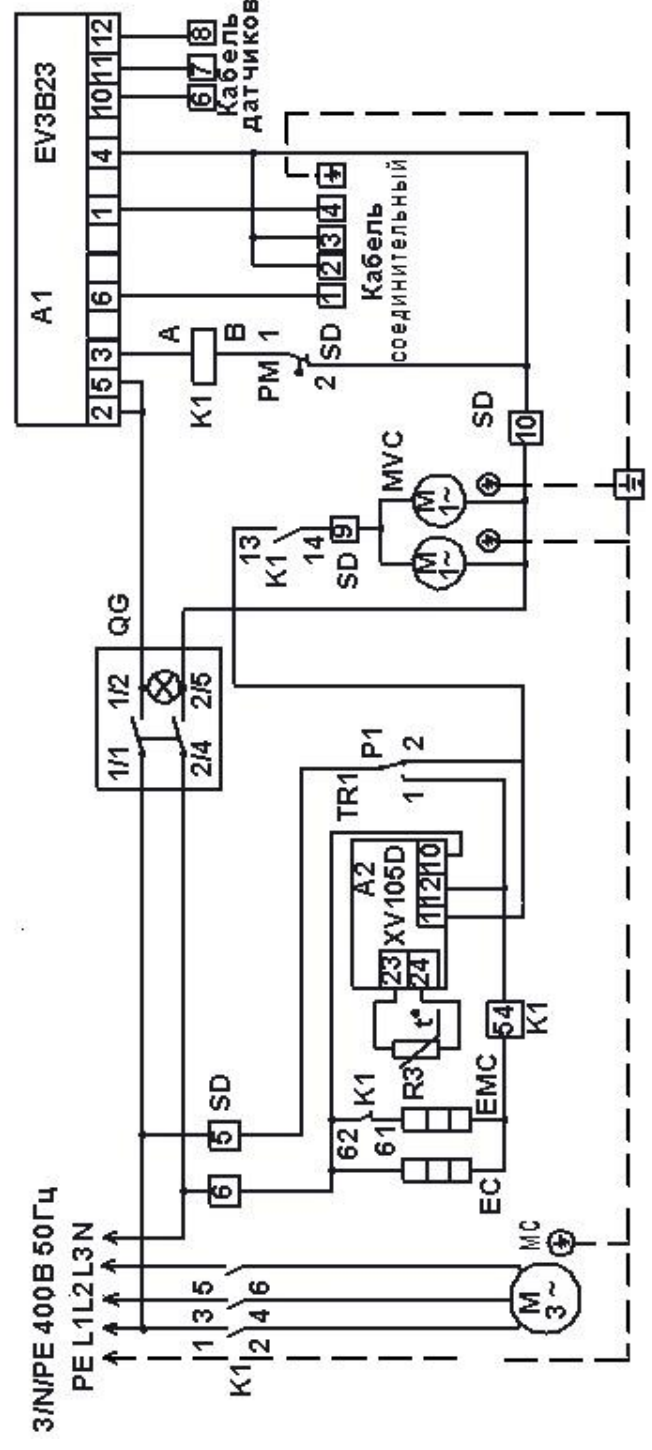 3/N/PE 400В 50Гц
PE L1 L2 L3 N
K1
1 3 5
2 4 6
M
3 ~
MC
6 5 SD
EC
EMC
62 K1
61
54
K1
R3
t°
23
24
A2
XV105D
11 12 10
TR1
P1
1 2
1/1 1/2
2/4 2/5
QG
13
K1
14
SD 9
MVC
M
1~
M
1~
SD
10
A1
EV3B23
2 5 3 6 1 4 10 11 12
K1
A
B
PM
1
2
SD
1 2 3 4
Кабель
соединительный
6 7 8
Кабель
датчиков